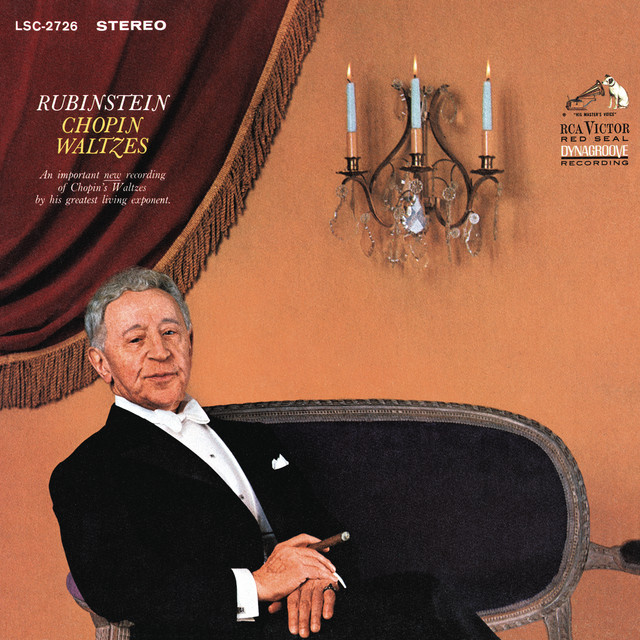 LSC-2726 STEREO
RUBINSTEIN
CHOPIN
WALTZES
An important new recording
of Chopin's Waltzes
by his greatest living exponent.
"HIS MASTER'S VOICE"
RCA VICTOR
RED SEAL
DYNAGROOVE
RECORDING